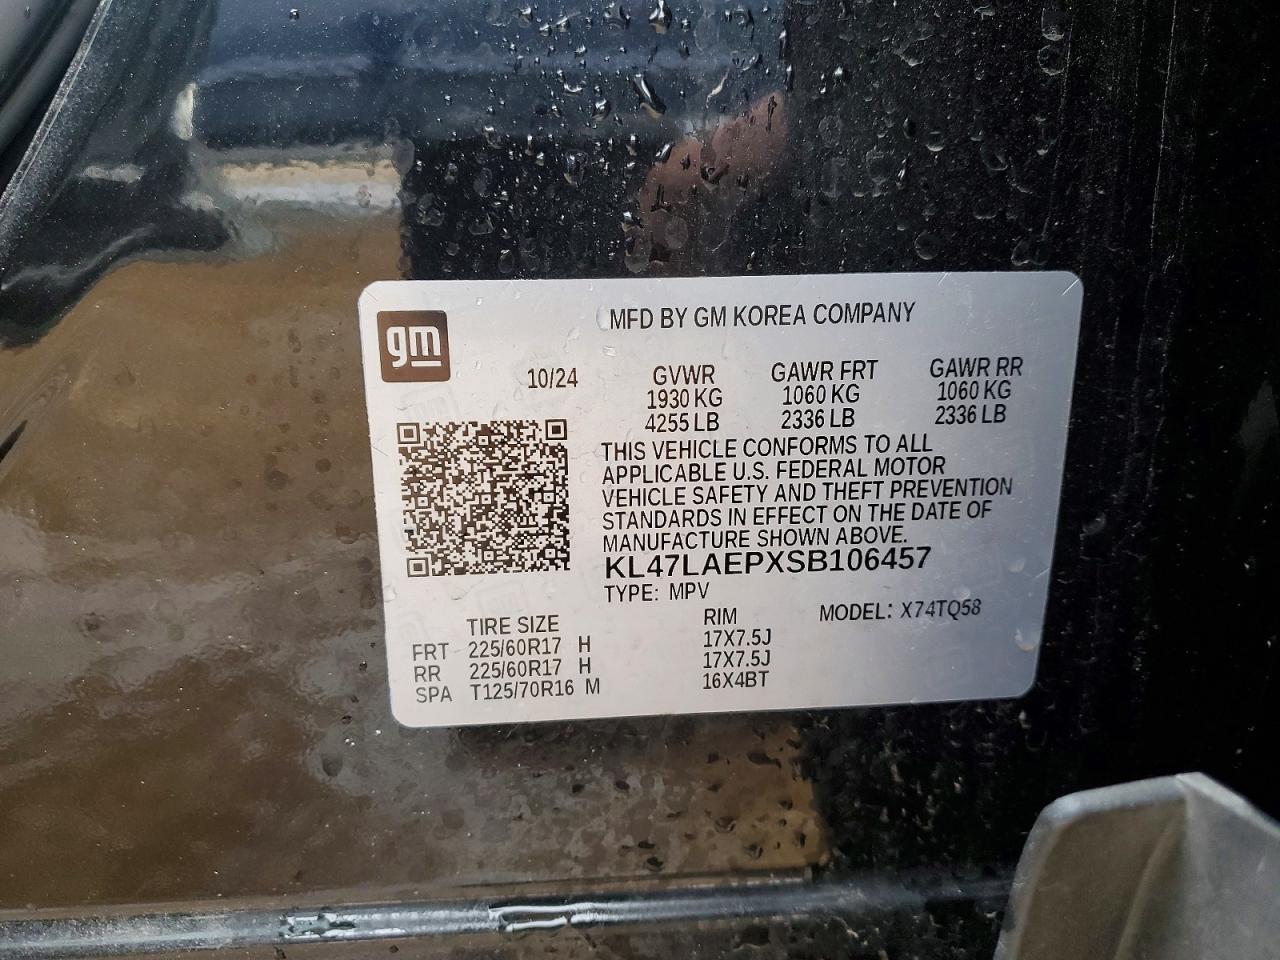 gm
MFD BY GM KOREA COMPANY
10/24
GVWR GAWR FRT GAWR RR
1930 KG 1060 KG 1060 KG
4255 LB 2336 LB 2336 LB
THIS VEHICLE CONFORMS TO ALL
APPLICABLE U.S. FEDERAL MOTOR
VEHICLE SAFETY AND THEFT PREVENTION
STANDARDS IN EFFECT ON THE DATE OF
MANUFACTURE SHOWN ABOVE.
KL47LAEPXSB106457
TYPE: MPV
MODEL: X74TQ58
TIRE SIZE RIM
FRT 225/60R17 H 17X7.5J
RR 225/60R17 H 17X7.5J
SPA T125/70R16 M 16X4BT